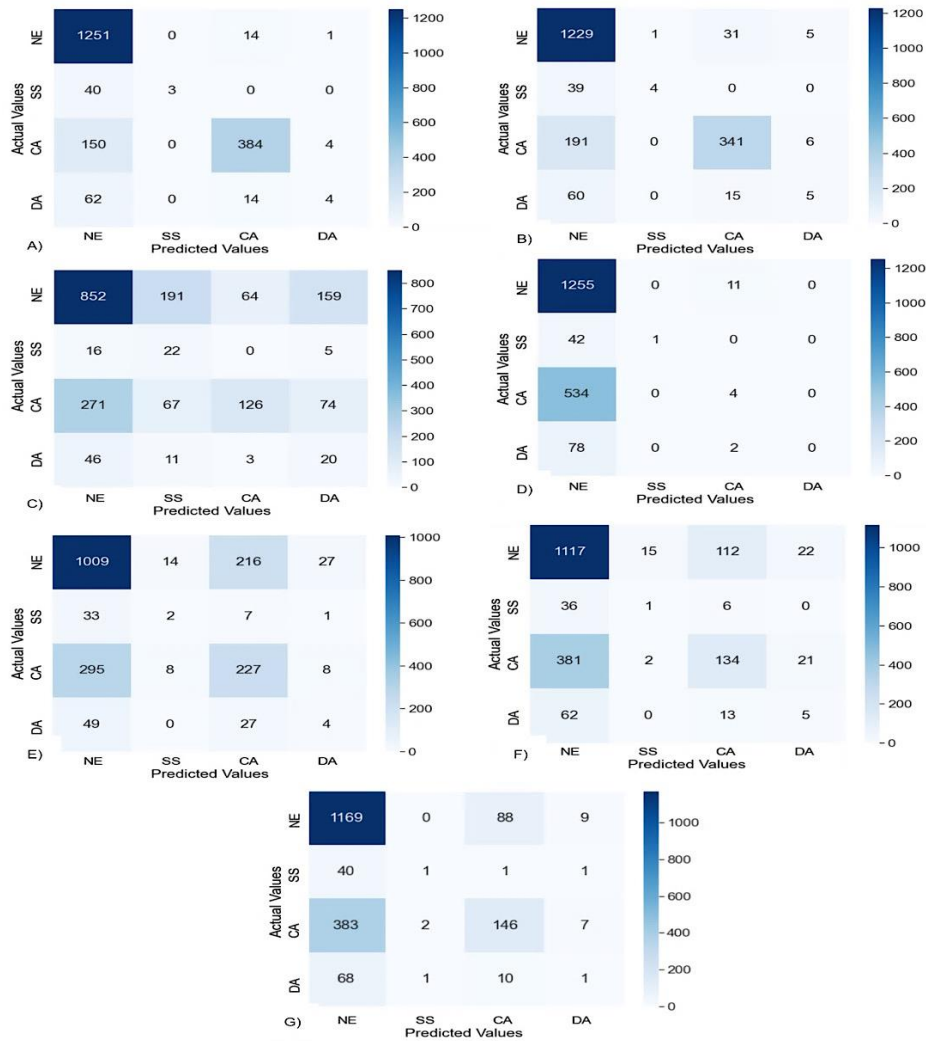 NE 1251 0 14 1
SS 40 3 0 0
CA 150 0 384 4
DA 62 0 14 4
NE SS CA DA
1200
1000
800
600
400
200
0
Actual Values
Predicted Values
A)
NE 1229 1 31 5
SS 39 4 0 0
CA 191 0 341 6
DA 60 0 15 5
NE SS CA DA
1200
1000
800
600
400
200
0
Actual Values
Predicted Values
B)
NE 852 191 64 159
SS 16 22 0 5
CA 271 67 126 74
DA 46 11 3 20
NE SS CA DA
800
700
600
500
400
300
200
100
0
Actual Values
Predicted Values
C)
NE 1255 0 11 0
SS 42 1 0 0
CA 534 0 4 0
DA 78 0 2 0
NE SS CA DA
1200
1000
800
600
400
200
0
Actual Values
Predicted Values
D)
NE 1009 14 216 27
SS 33 2 7 1
CA 295 8 227 8
DA 49 0 27 4
NE SS CA DA
1000
800
600
400
200
0
Actual Values
Predicted Values
E)
NE 1117 15 112 22
SS 36 1 6 0
CA 381 2 134 21
DA 62 0 13 5
NE SS CA DA
1000
800
600
400
200
0
Actual Values
Predicted Values
F)
NE 1169 0 88 9
SS 40 1 1 1
CA 383 2 146 7
DA 68 1 10 1
NE SS CA DA
1000
800
600
400
200
0
Actual Values
Predicted Values
G)